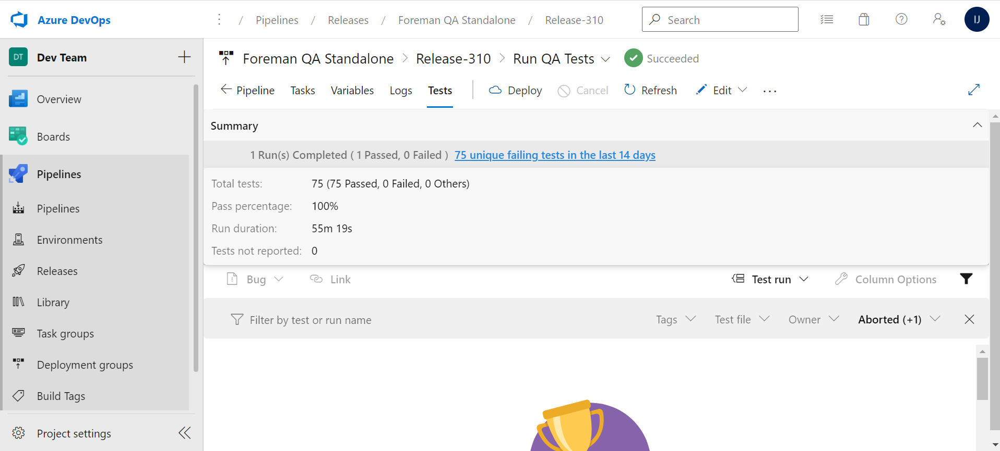 Azure DevOps
/ Pipelines / Releases / Foreman QA Standalone / Release-310
Search
IJ
DT Dev Team
Foreman QA Standalone > Release-310 > Run QA Tests
Succeeded
Pipeline Tasks Variables Logs Tests Deploy Cancel Refresh Edit ...
Overview
Boards
Pipelines
Pipelines
Environments
Releases
Library
Task groups
Deployment groups
Build Tags
Project settings
Summary
1 Run(s) Completed ( 1 Passed, 0 Failed ) 75 unique failing tests in the last 14 days
Total tests: 75 (75 Passed, 0 Failed, 0 Others)
Pass percentage: 100%
Run duration: 55m 19s
Tests not reported: 0
Bug Link Test run Column Options
Filter by test or run name Tags Test file Owner Aborted (+1)